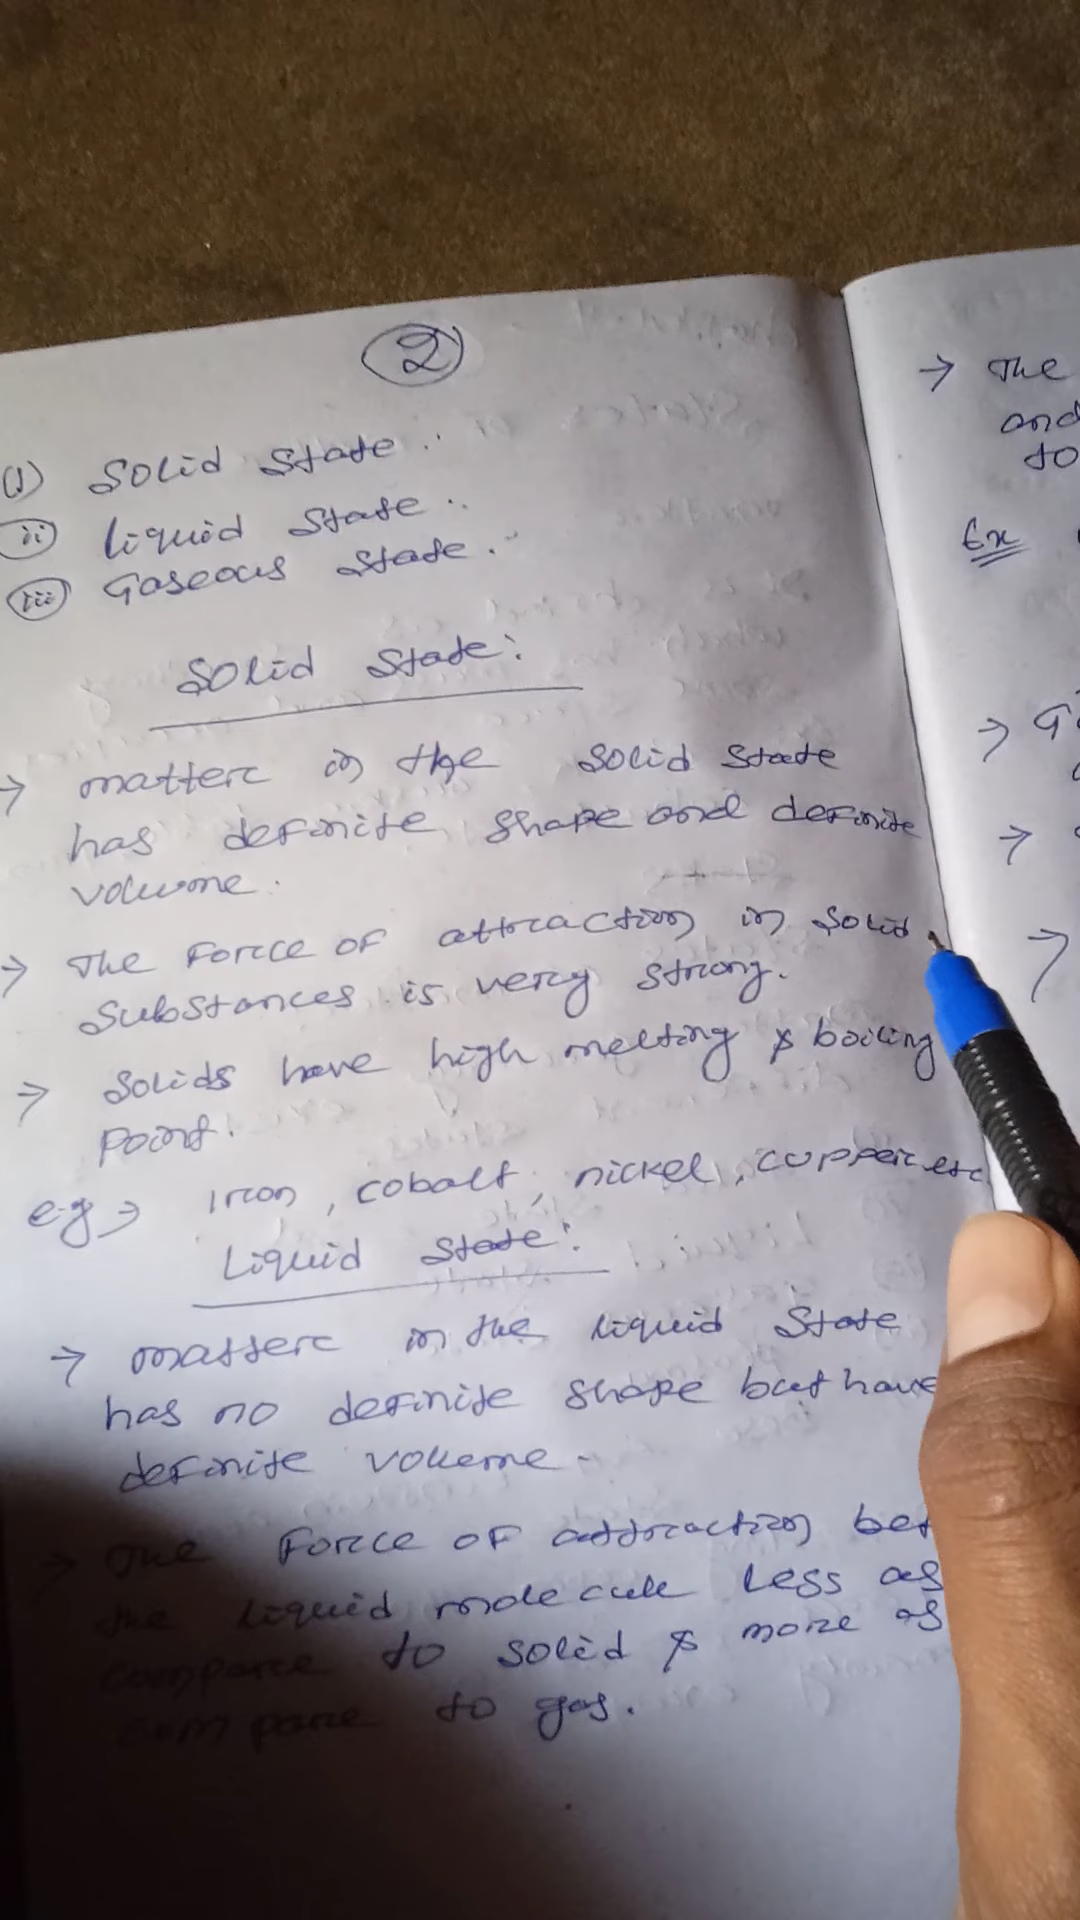 2
(i) Solid State :
(ii) Liquid State :
(iii) Gaseous State :
Solid State :
→ matter in the solid state
has definite shape and definite
volume.
→ The force of attraction in solid
substances is very strong.
→ Solids have high melting & boiling
point.
e.g → Iron, cobalt, nickel, copper etc
Liquid State :
→ matter in the liquid State
has no definite shape but have
definite volume.
→ The force of attraction bet
the liquid molecule less as
compare to solid & more as
compare to gas.
→ The
and
to
Ex
→ G
→
→